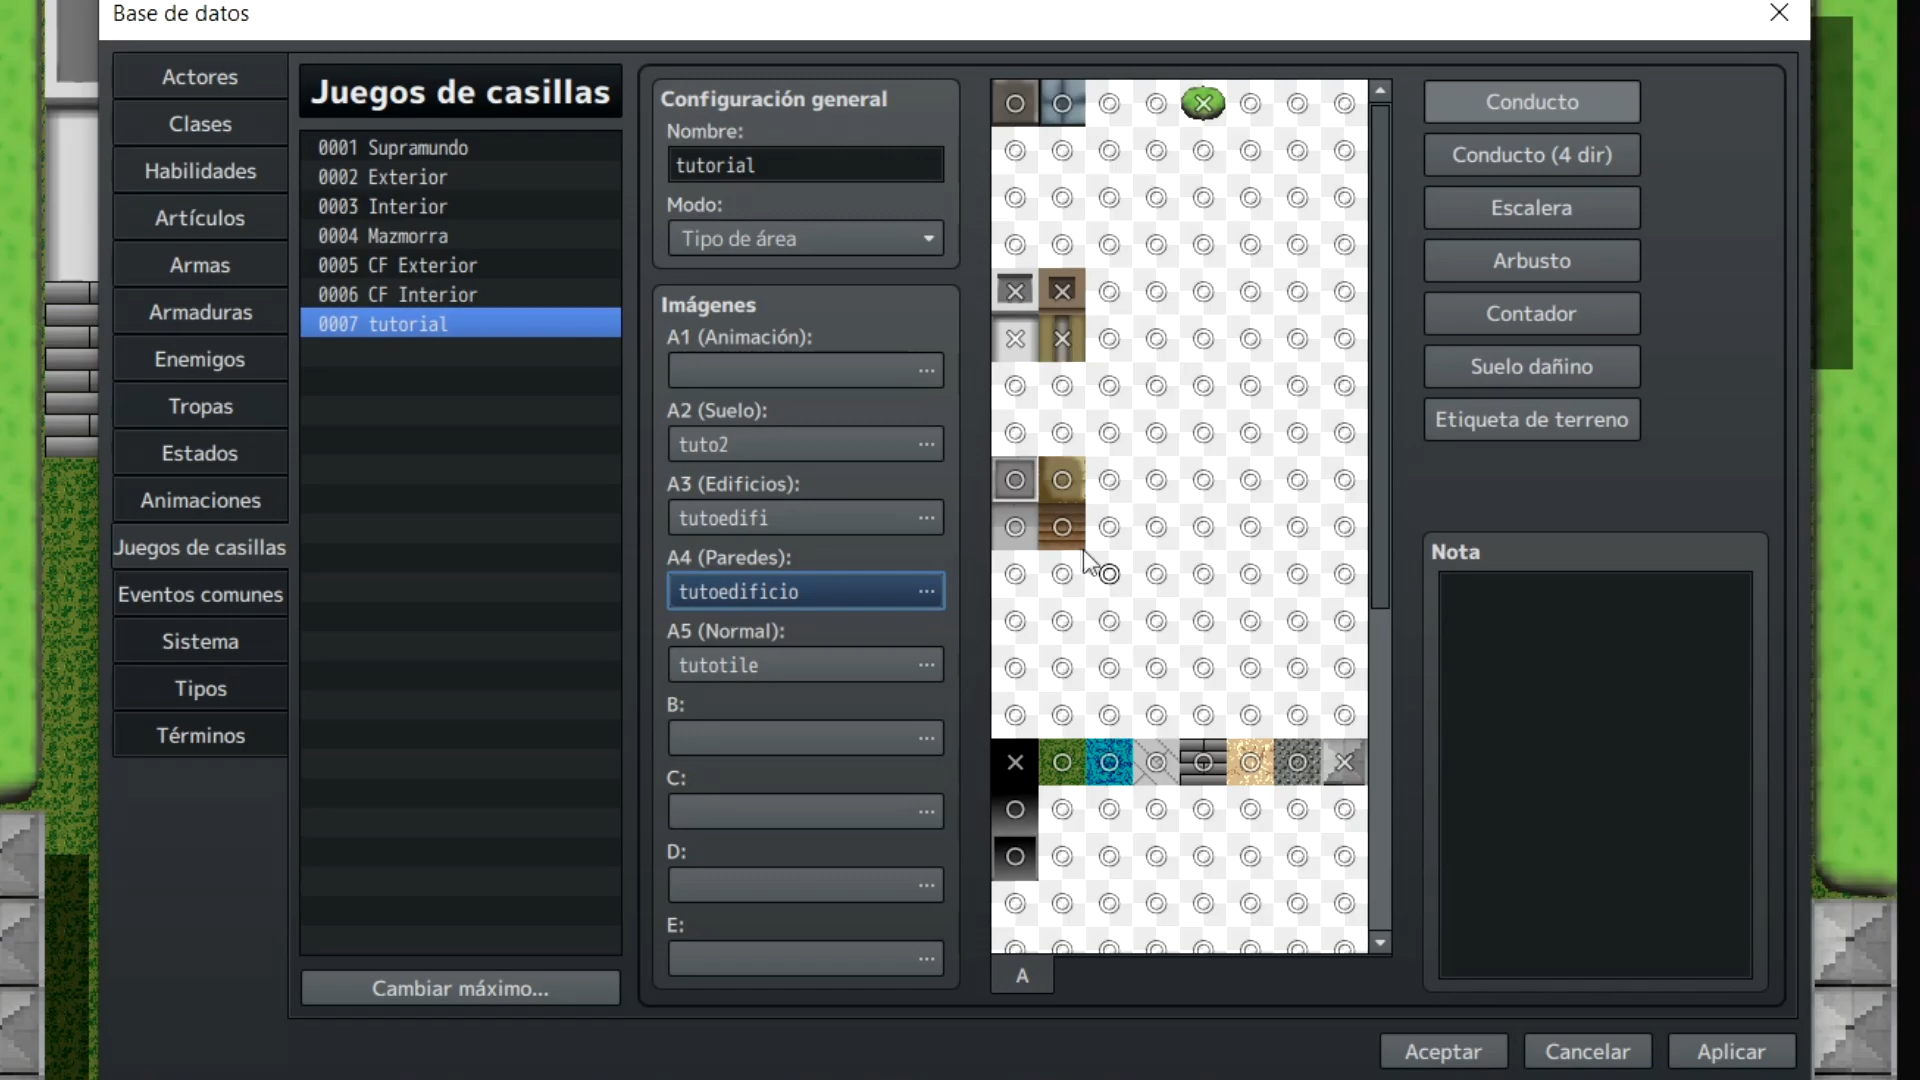 Base de datos
Actores
Clases
Habilidades
Artículos
Armas
Armaduras
Enemigos
Tropas
Estados
Animaciones
Juegos de casillas
Eventos comunes
Sistema
Tipos
Términos
Juegos de casillas
0001 Supramundo
0002 Exterior
0003 Interior
0004 Mazmorra
0005 CF Exterior
0006 CF Interior
0007 tutorial
Cambiar máximo...
Configuración general
Nombre:
tutorial
Modo:
Tipo de área
Imágenes
A1 (Animación):
...
A2 (Suelo):
tuto2 ...
A3 (Edificios):
tutoedifi ...
A4 (Paredes):
tutoedificio ...
A5 (Normal):
tutotile ...
B:
...
C:
...
D:
...
E:
...
A
Conducto
Conducto (4 dir)
Escalera
Arbusto
Contador
Suelo dañino
Etiqueta de terreno
Nota
Aceptar
Cancelar
Aplicar